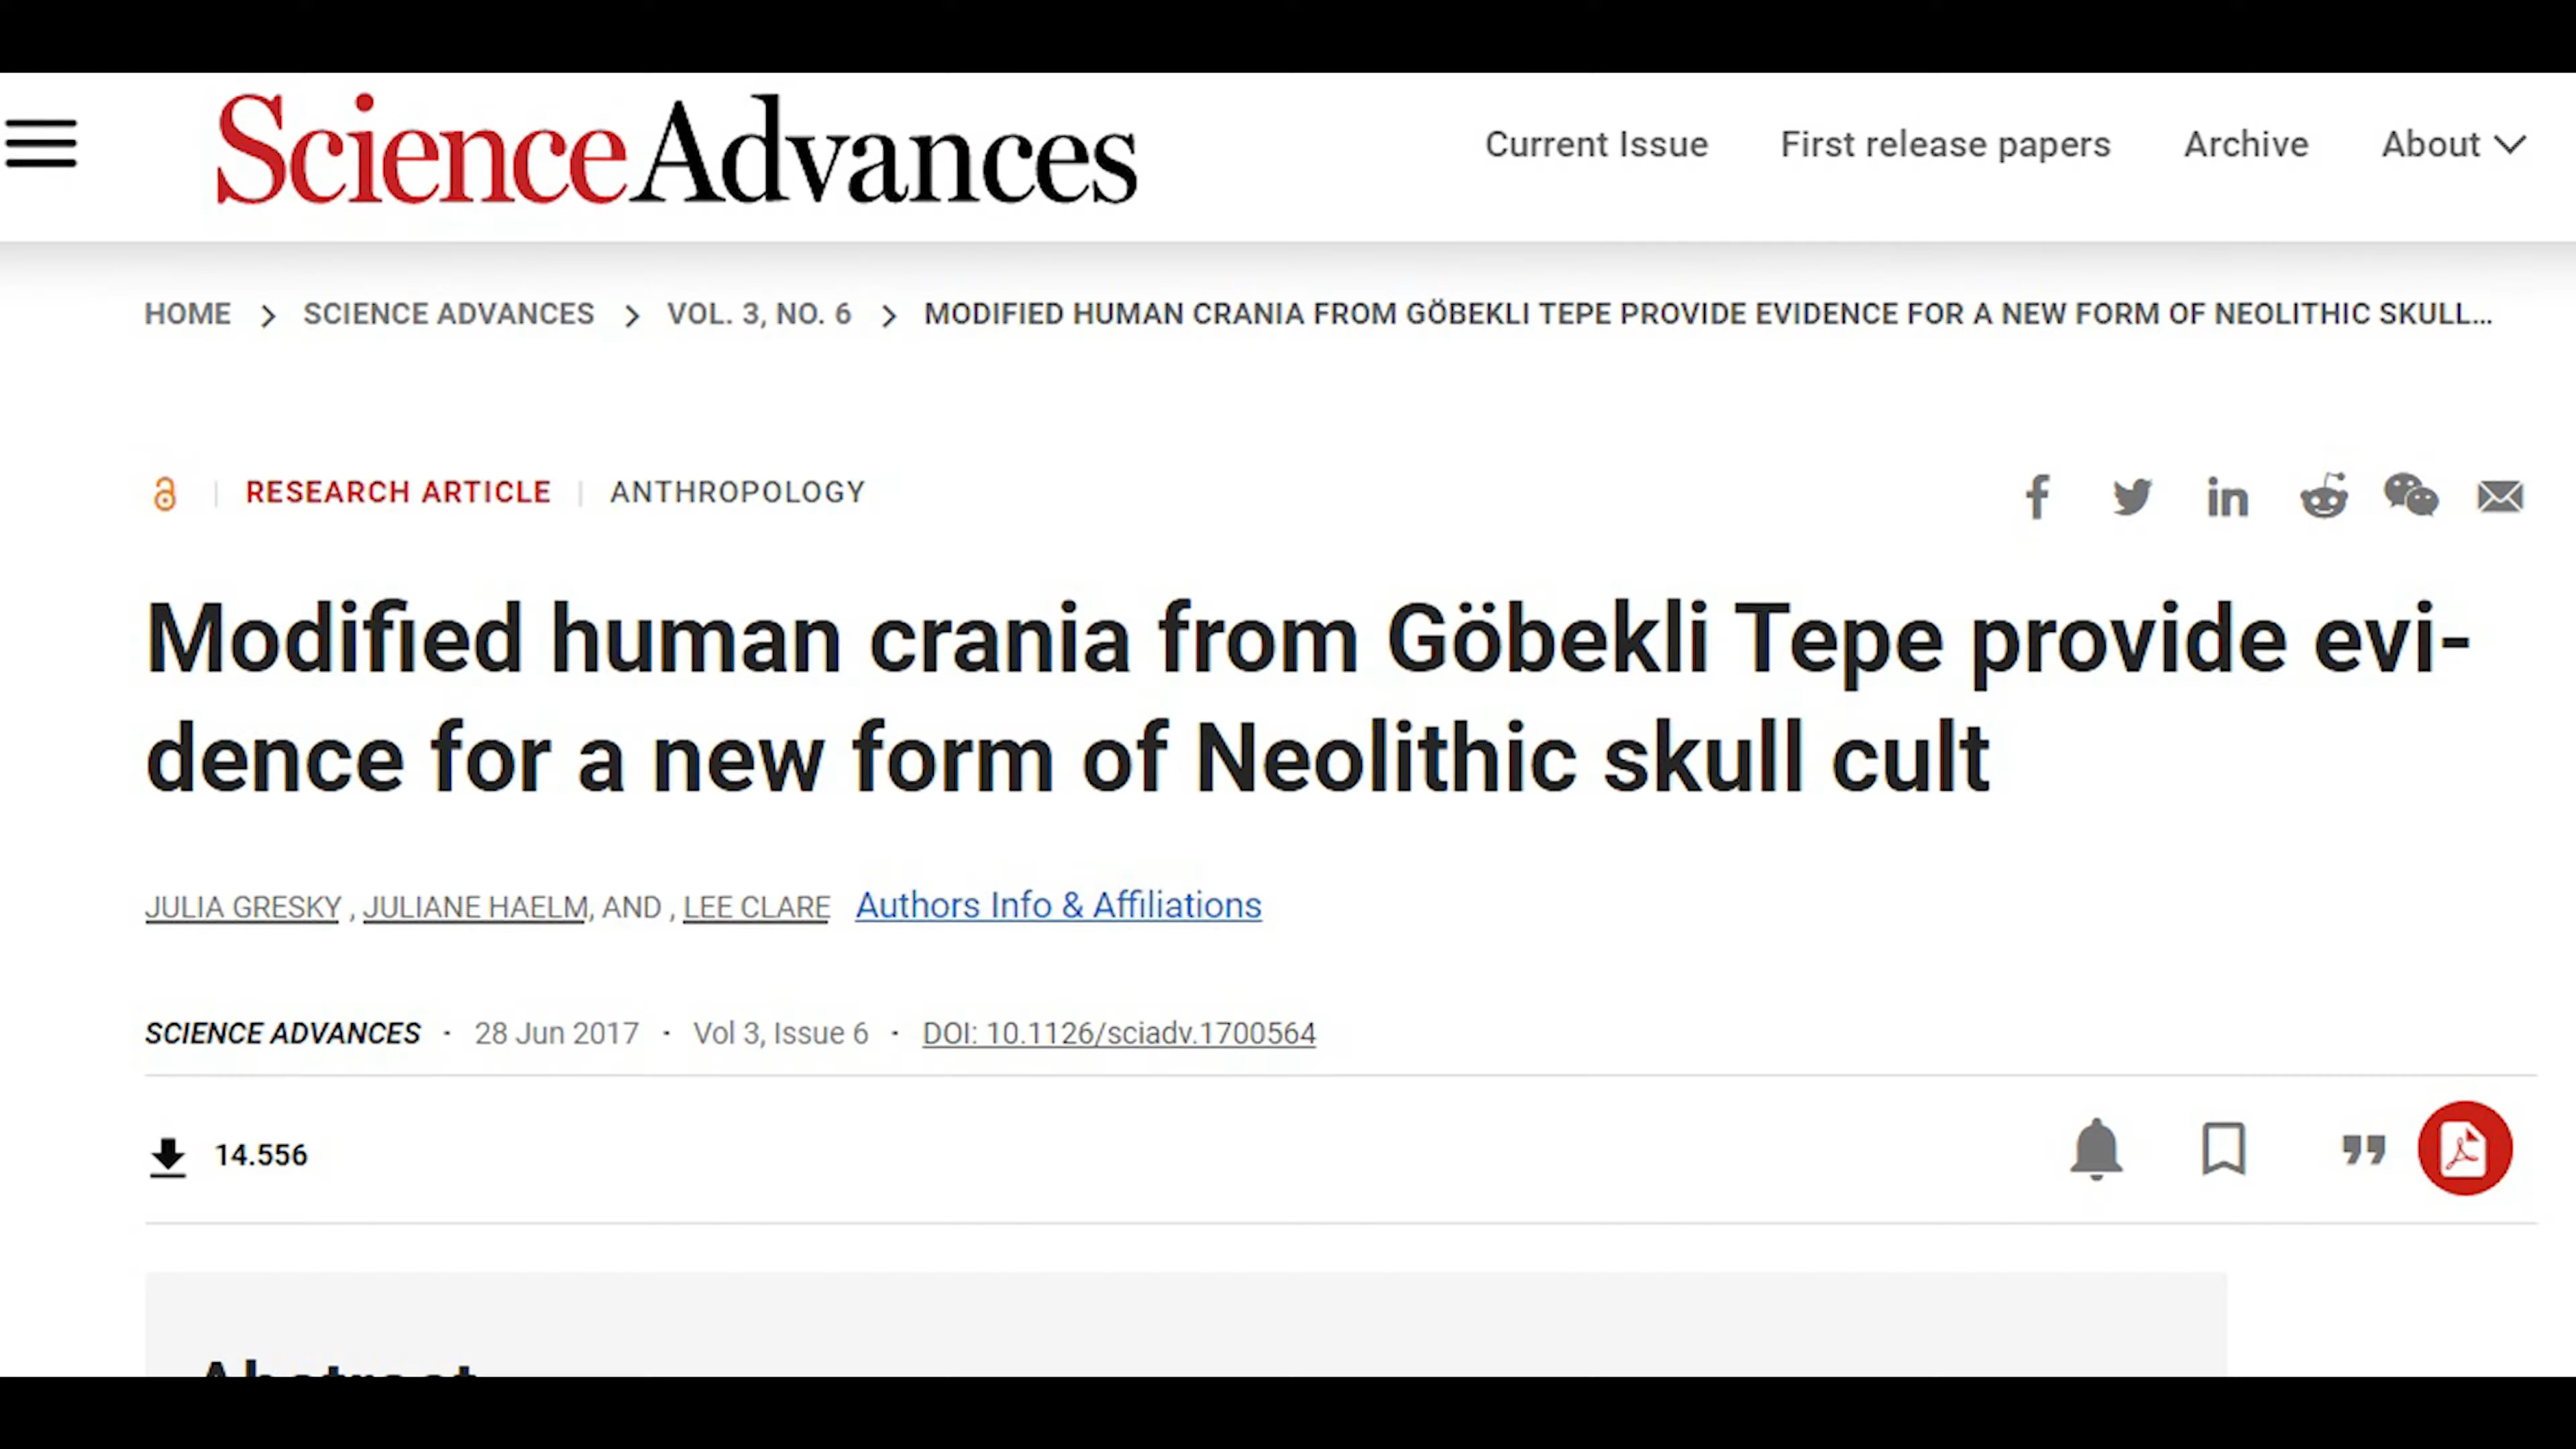 ScienceAdvances
Current Issue First release papers Archive About
HOME > SCIENCE ADVANCES > VOL. 3, NO. 6 > MODIFIED HUMAN CRANIA FROM GÖBEKLI TEPE PROVIDE EVIDENCE FOR A NEW FORM OF NEOLITHIC SKULL...
RESEARCH ARTICLE | ANTHROPOLOGY
Modified human crania from Göbekli Tepe provide evi-
dence for a new form of Neolithic skull cult
JULIA GRESKY , JULIANE HAELM, AND , LEE CLARE Authors Info & Affiliations
SCIENCE ADVANCES · 28 Jun 2017 · Vol 3, Issue 6 · DOI: 10.1126/sciadv.1700564
14.556
Abstract